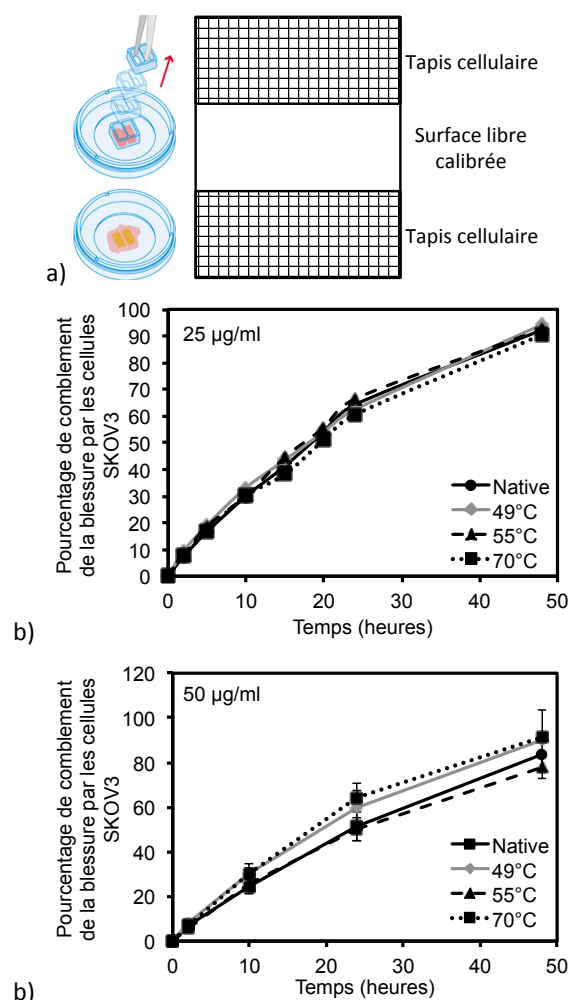 Tapis cellulaire
Surface libre
calibrée
Tapis cellulaire
a)
Pourcentage de comblement
de la blessure par les cellules
SKOV3
100
90
80
70
60
50
40
30
20
10
0
25 µg/ml
Native
49°C
55°C
70°C
0 10 20 30 40 50
Temps (heures)
b)
Pourcentage de comblement
de la blessure par les cellules
SKOV3
120
100
80
60
40
20
0
50 µg/ml
Native
49°C
55°C
70°C
0 10 20 30 40 50
Temps (heures)
b)